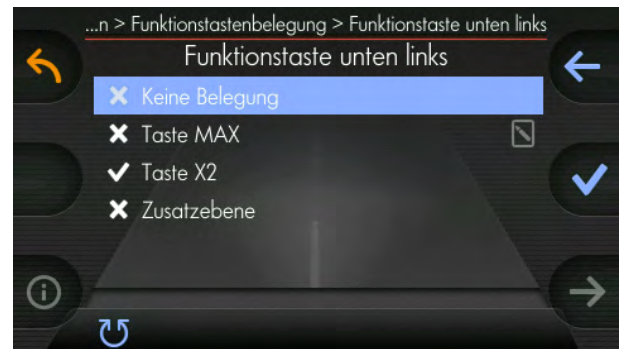 ...n > Funktionstastenbelegung > Funktionstaste unten links
Funktionstaste unten links
Keine Belegung
Taste MAX
Taste X2
Zusatzebene